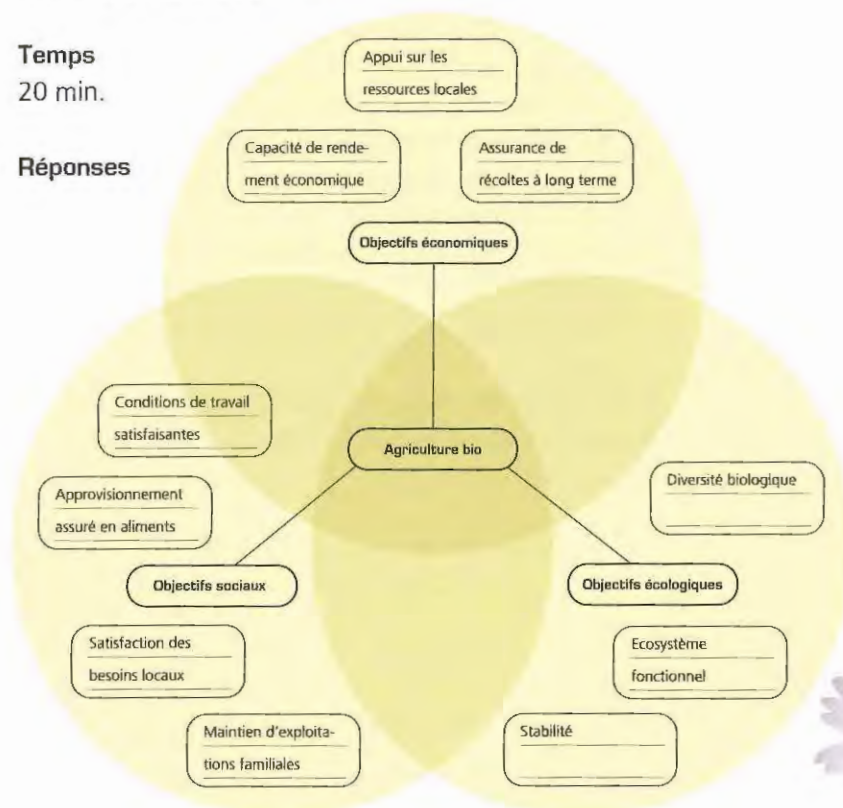 Temps
20 min.
Réponses
Appui sur les
ressources locales
Capacité de rende-
ment économique
Assurance de
récoltes à long terme
Objectifs économiques
Conditions de travail
satisfaisantes
Agriculture bio
Approvisionnement
assuré en aliments
Diversité biologique
Objectifs sociaux
Objectifs écologiques
Satisfaction des
besoins locaux
Ecosystème
fonctionnel
Maintien d'exploita-
tions familiales
Stabilité